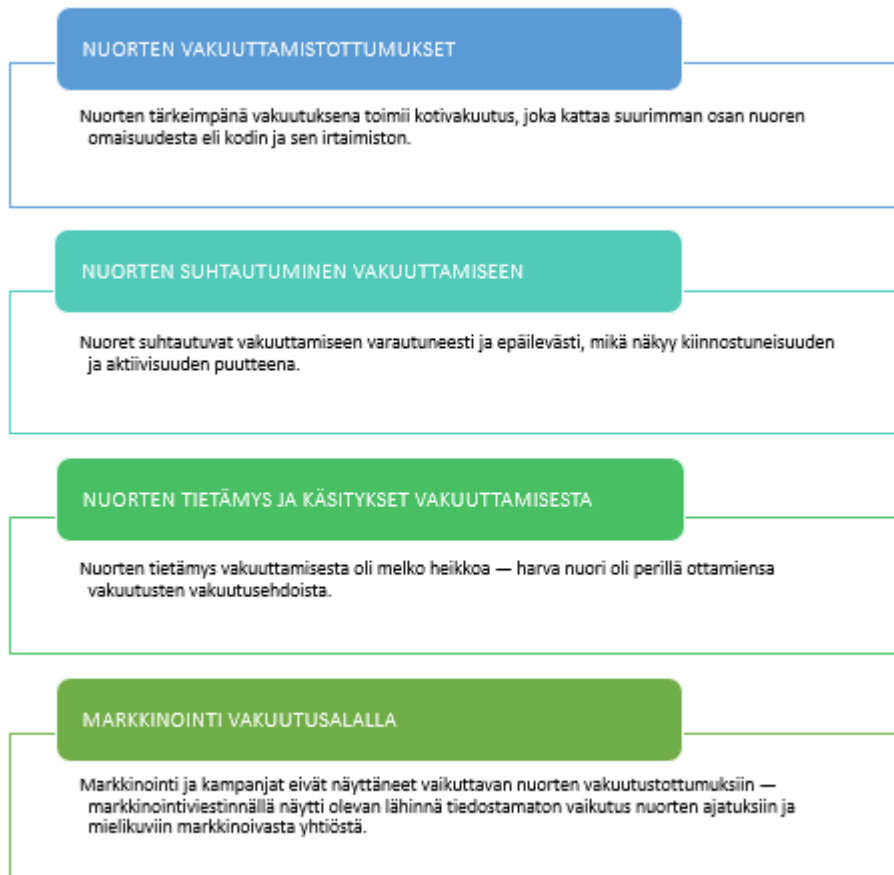 NUORTEN VAKUUTTAMISTOTTUMUKSET
Nuorten tärkeimpänä vakuutuksena toimii kotivakuutus, joka kattaa suurimman osan nuoren
omaisuudesta eli kodin ja sen irtaimiston.
NUORTEN SUHTAUTUMINEN VAKUUTTAMISEEN
Nuoret suhtautuvat vakuuttamiseen varautuneesti ja epäilevästi, mikä näkyy kiinnostuneisuuden
ja aktiivisuuden puutteena.
NUORTEN TIETÄMYS JA KÄSITYKSET VAKUUTTAMISESTA
Nuorten tietämys vakuuttamisesta oli melko heikkoa — harva nuori oli perillä ottamiensa
vakuutusten vakuutusehdoista.
MARKKINOINTI VAKUUTUSALALLA
Markkinointi ja kampanjat eivät näyttäneet vaikuttavan nuorten vakuutustottumuksiin —
markkinointiviestinnällä näytti olevan lähinnä tiedostamaton vaikutus nuorten ajatuksiin ja
mielikuviin markkinoivasta yhtiöstä.